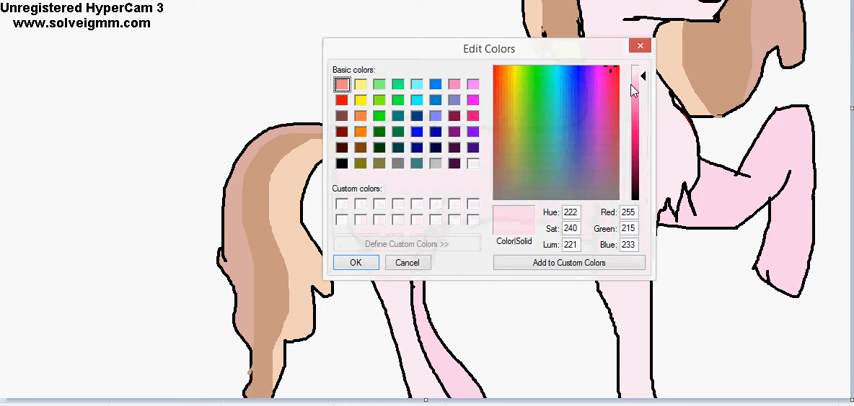 Unregistered HyperCam 3
www.solveigmm.com
Edit Colors
Basic colors:
Custom colors:
Define Custom Colors >>
OK
Cancel
Color|Solid
Hue: 222
Sat: 240
Lum: 221
Red: 255
Green: 215
Blue: 233
Add to Custom Colors